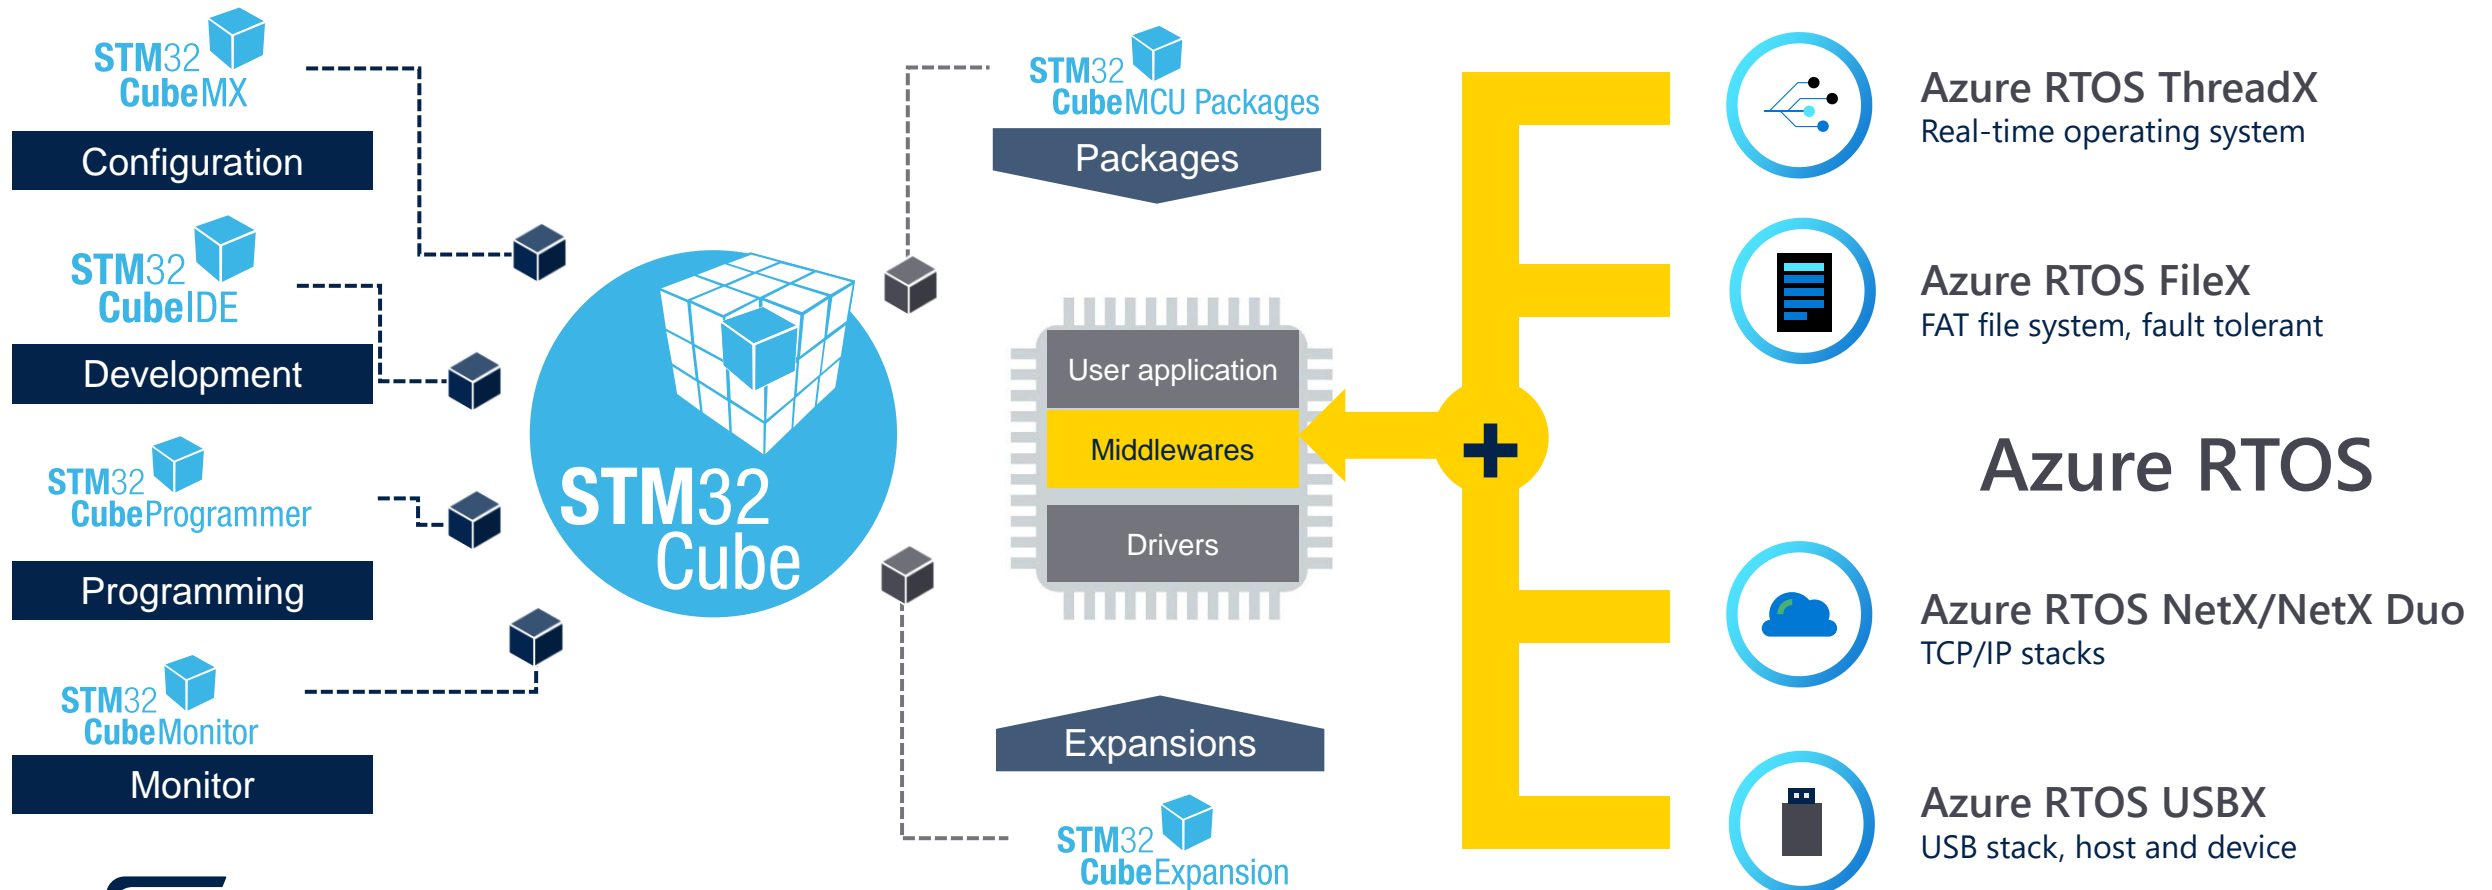 STM32
CubeMX
Configuration
STM32
CubeIDE
Development
STM32
CubeProgrammer
Programming
STM32
CubeMonitor
Monitor
STM32
Cube
STM32
CubeMCU Packages
Packages
User application
Middlewares
Drivers
Expansions
STM32
CubeExpansion
+
Azure RTOS ThreadX
Real-time operating system
Azure RTOS FileX
FAT file system, fault tolerant
Azure RTOS
Azure RTOS NetX/NetX Duo
TCP/IP stacks
Azure RTOS USBX
USB stack, host and device